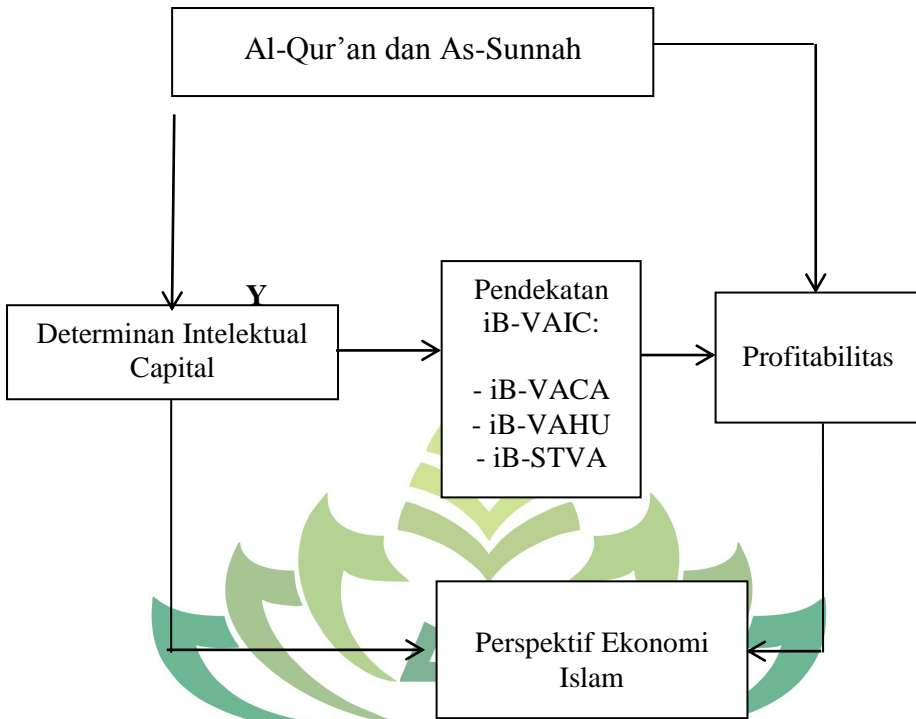 Al-Qur’an dan As-Sunnah
Y
Determinan Intelektual
Capital
Pendekatan
iB-VAIC:
- iB-VACA
- iB-VAHU
- iB-STVA
Profitabilitas
Perspektif Ekonomi
Islam